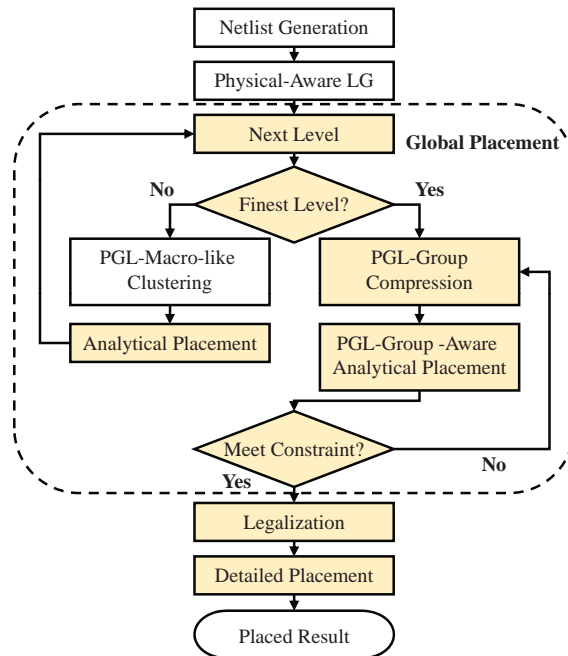 Netlist Generation
Physical-Aware LG
Next Level
Global Placement
No
Yes
Finest Level?
PGL-Macro-like
Clustering
PGL-Group
Compression
Analytical Placement
PGL-Group -Aware
Analytical Placement
Meet Constraint?
No
Yes
Legalization
Detailed Placement
Placed Result